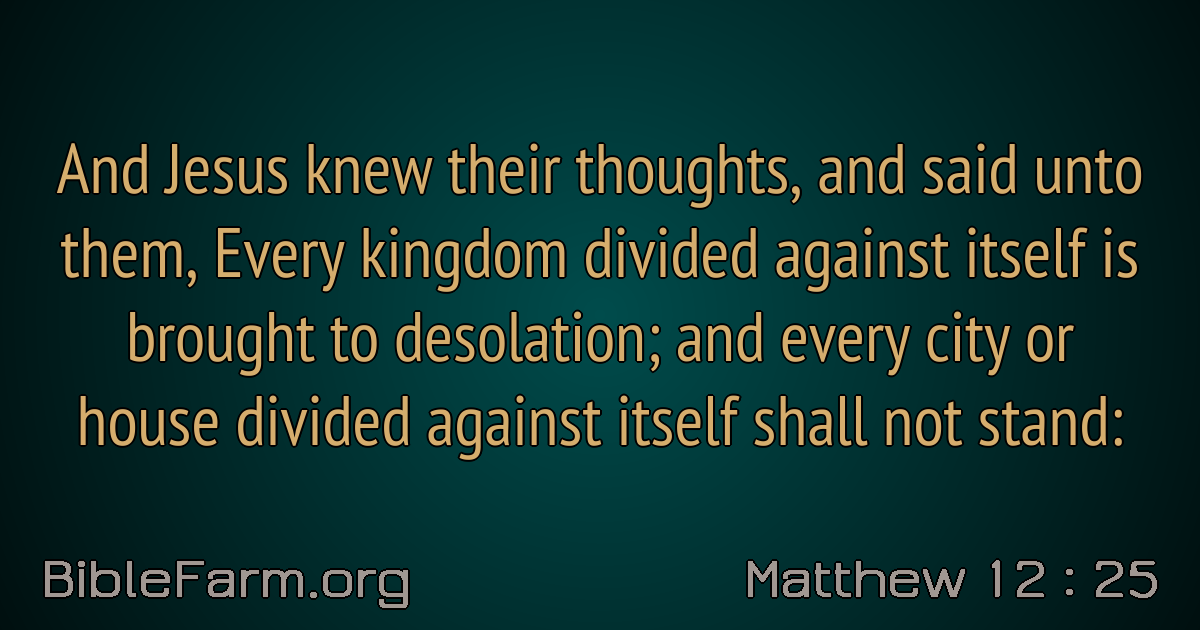 And Jesus knew their thoughts, and said unto
them, Every kingdom divided against itself is
brought to desolation; and every city or
house divided against itself shall not stand:
BibleFarm.org
Matthew 12 : 25